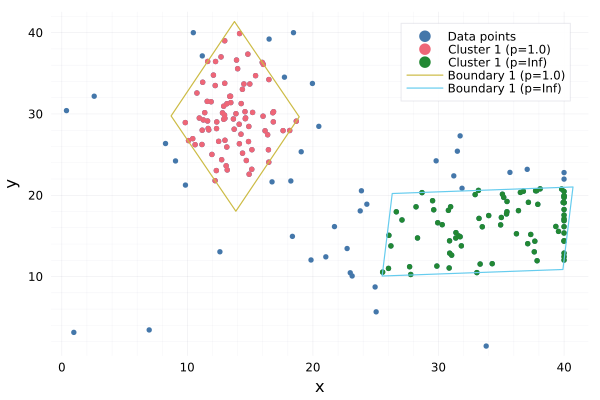 40
30
20
10
y
0
10
20
30
40
x
Data points
Cluster 1 (p=1.0)
Cluster 1 (p=Inf)
Boundary 1 (p=1.0)
Boundary 1 (p=Inf)